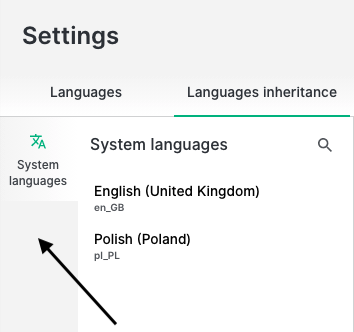 Settings
Languages
Languages inheritance
System
languages
System languages
English (United Kingdom)
en_GB
Polish (Poland)
pl_PL